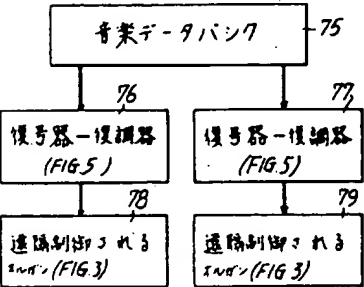 音楽データバンク
75
76
77
復号器-復調器
(FIG.5)
復号器-復調器
(FIG.5)
78
79
遠隔制御される
オルガン(FIG.3)
遠隔制御される
オルガン(FIG.3)